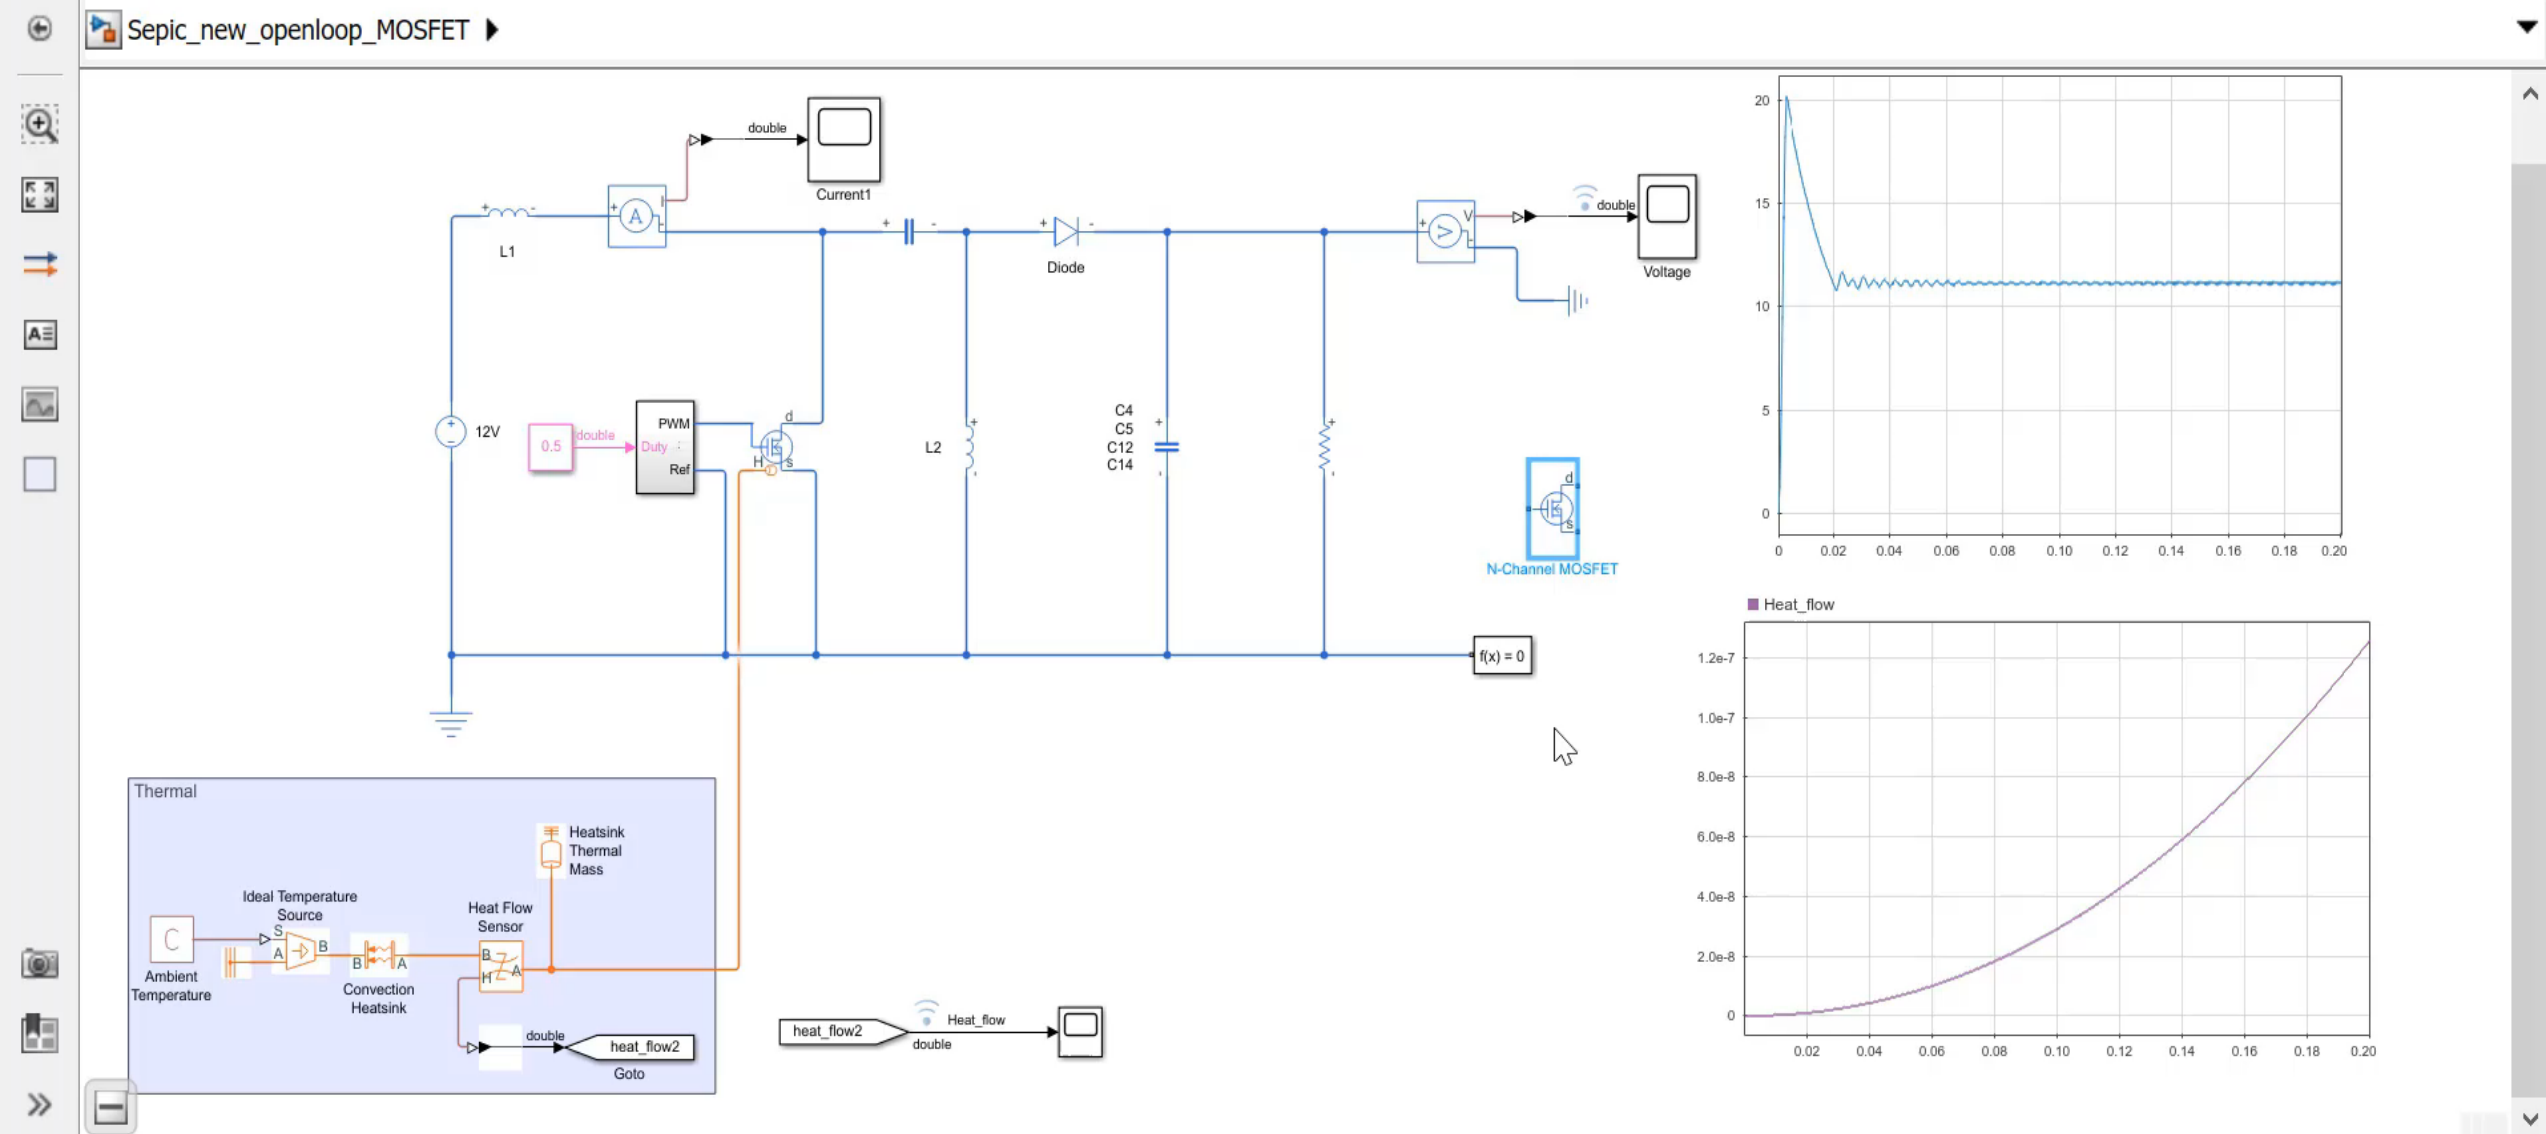 Sepic_new_openloop_MOSFET
double
Current1
+
-
L1
+
A
I
-
+
-
+
-
Diode
+
V
-
double
Voltage
12V
+
−
0.5
double
PWM
Duty
Ref
d
H
s
L2
+
-
C4
C5
C12
C14
+
-
+
-
d
s
N-Channel MOSFET
f(x) = 0
20
15
10
5
0
0
0.02
0.04
0.06
0.08
0.10
0.12
0.14
0.16
0.18
0.20
Heat_flow
1.2e-7
1.0e-7
8.0e-8
6.0e-8
4.0e-8
2.0e-8
0
0.02
0.04
0.06
0.08
0.10
0.12
0.14
0.16
0.18
0.20
Thermal
Heatsink
Thermal
Mass
Ideal Temperature
Source
Heat Flow
Sensor
C
S
A
B
B
A
B
H
A
Ambient
Temperature
Convection
Heatsink
double
heat_flow2
Goto
heat_flow2
Heat_flow
double